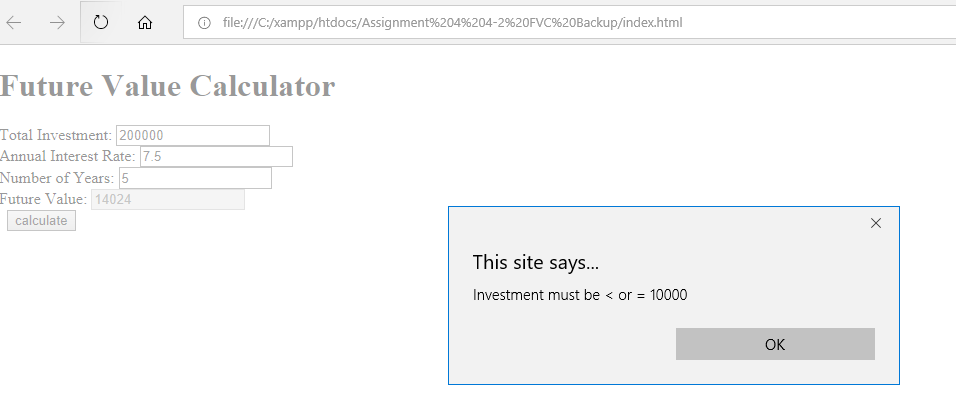 file:///C:/xampp/htdocs/Assignment%204%204-2%20FVC%20Backup/index.html
Future Value Calculator
Total Investment: 200000
Annual Interest Rate: 7.5
Number of Years: 5
Future Value: 14024
calculate
This site says...
Investment must be < or = 10000
OK